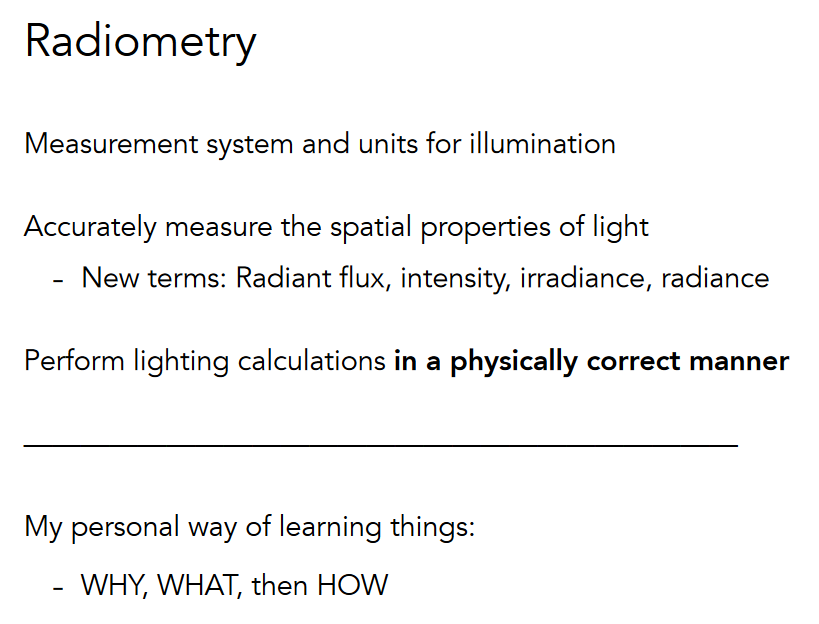 Radiometry
Measurement system and units for illumination
Accurately measure the spatial properties of light
- New terms: Radiant flux, intensity, irradiance, radiance
Perform lighting calculations in a physically correct manner
My personal way of learning things:
- WHY, WHAT, then HOW